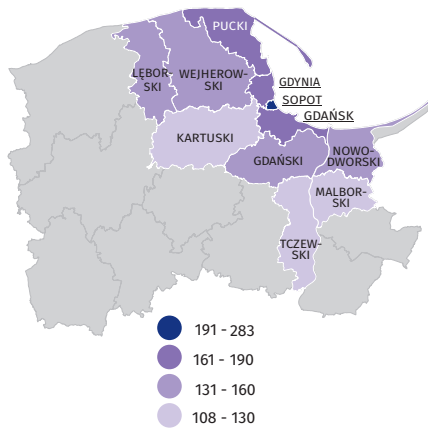 PUCKI
LĘBOR-
SKI
WEJHEROW-
SKI
GDYNIA
SOPOT
GDAŃSK
KARTUSKI
GDAŃSKI
NOWO-
DWORSKI
MALBOR-
SKI
TCZEW-
SKI
191 - 283
161 - 190
131 - 160
108 - 130